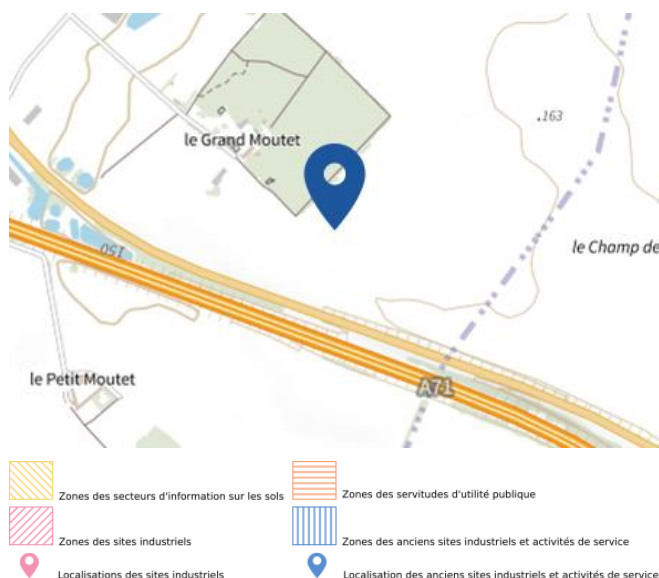 .163
le Grand Moutet
le Champ de
150
le Petit Moutet
A71
Zones des secteurs d'information sur les sols
Zones des servitudes d'utilité publique
Zones des sites industriels
Zones des anciens sites industriels et activités de service
Localisations des sites industriels
Localisation des anciens sites industriels et activités de service